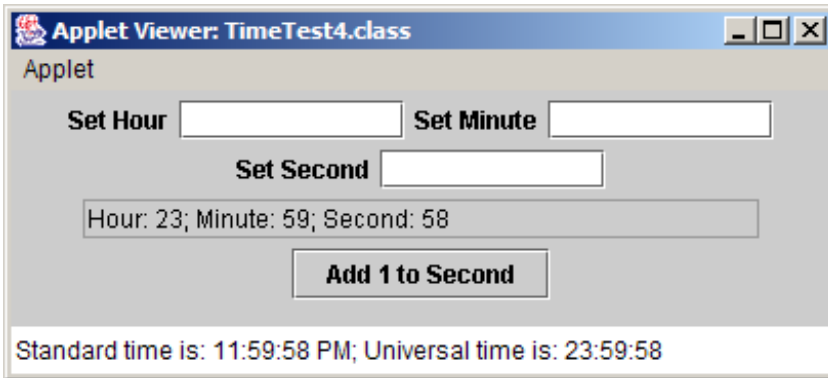 Applet Viewer: TimeTest4.class
Applet
Set Hour Set Minute
Set Second
Hour: 23; Minute: 59; Second: 58
Add 1 to Second
Standard time is: 11:59:58 PM; Universal time is: 23:59:58